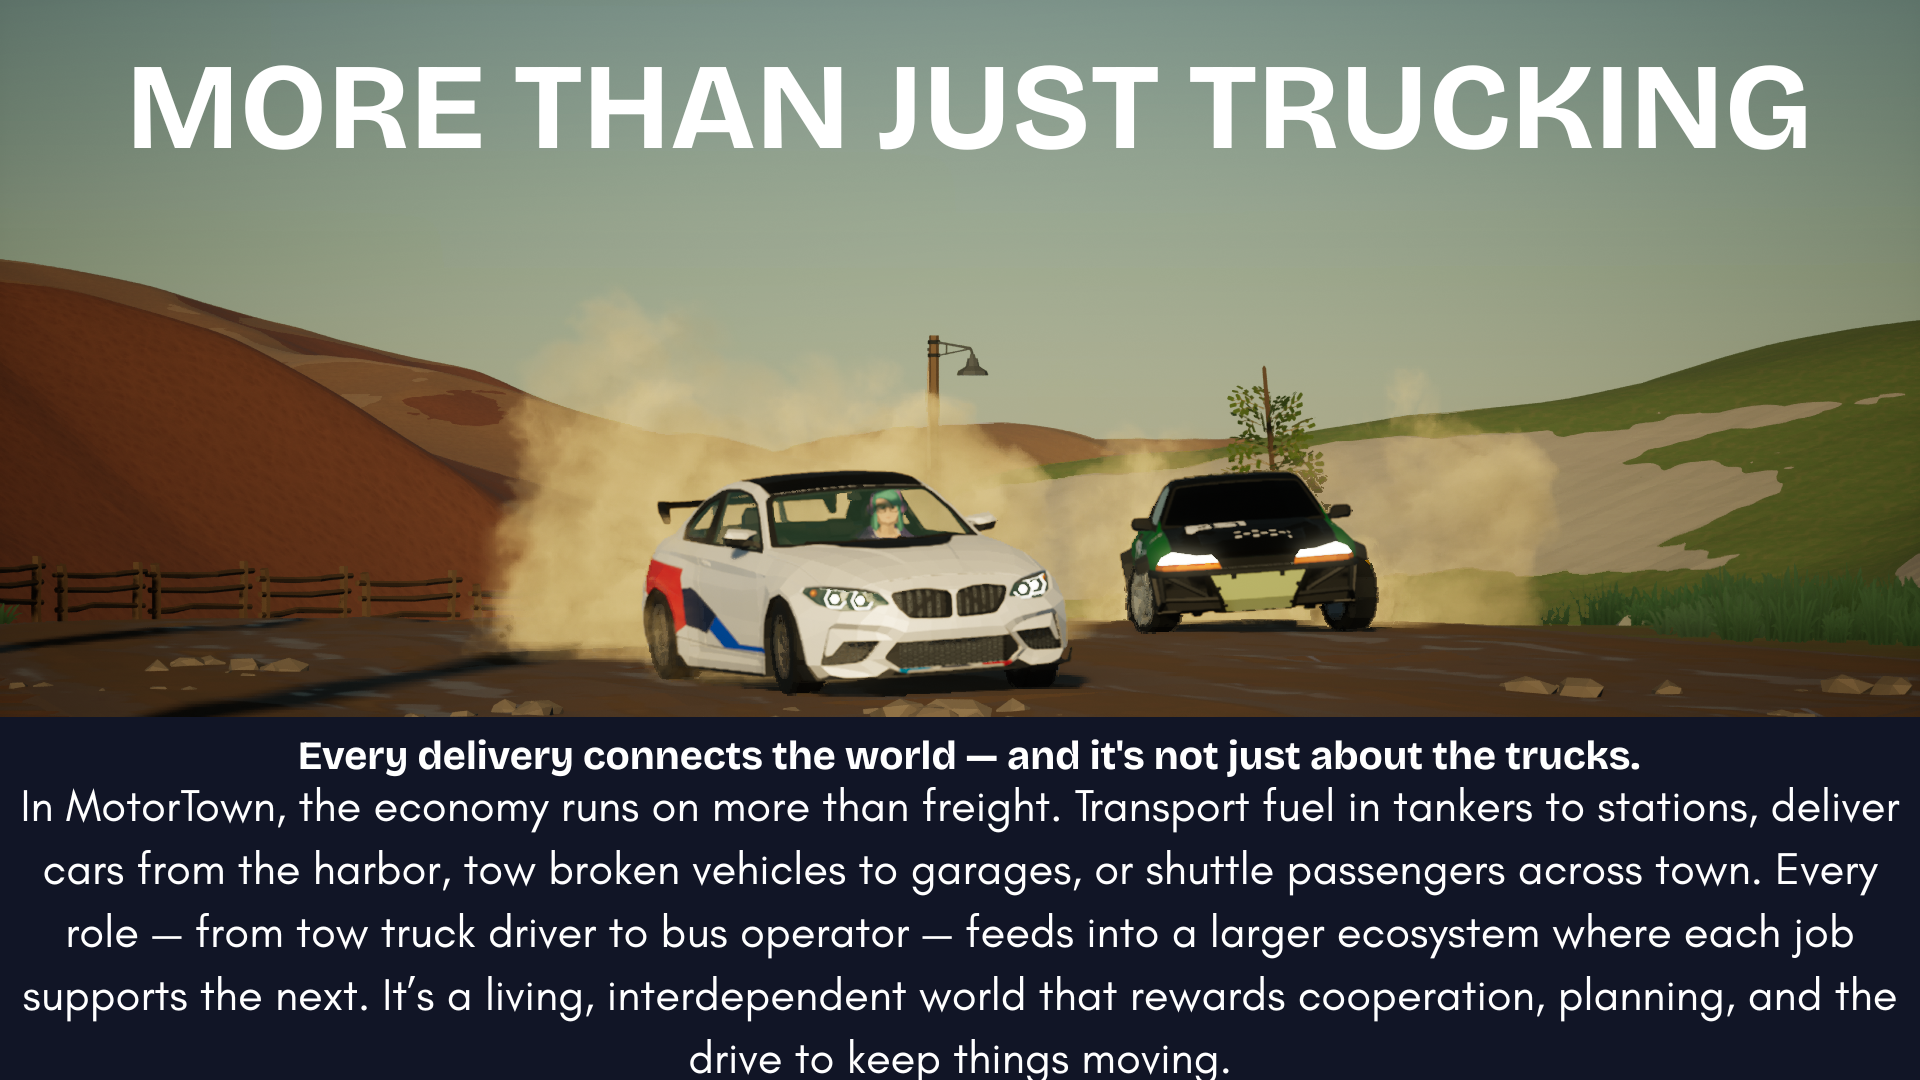 MORE THAN JUST TRUCKING
Every delivery connects the world — and it's not just about the trucks.
In MotorTown, the economy runs on more than freight. Transport fuel in tankers to stations, deliver
cars from the harbor, tow broken vehicles to garages, or shuttle passengers across town. Every
role — from tow truck driver to bus operator — feeds into a larger ecosystem where each job
supports the next. It’s a living, interdependent world that rewards cooperation, planning, and the
drive to keep things moving.